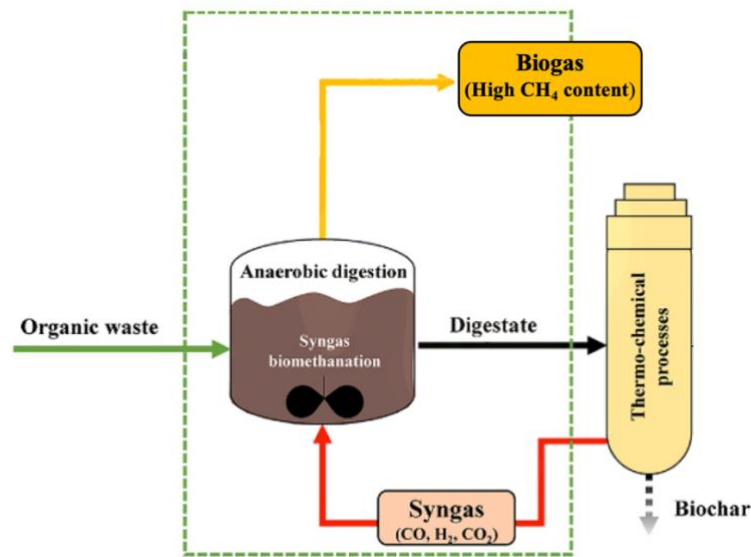 Biogas
(High CH₄ content)
Anaerobic digestion
Organic waste
Syngas
biomethanation
Digestate
Thermo-chemical
processes
Syngas
(CO, H₂, CO₂)
Biochar